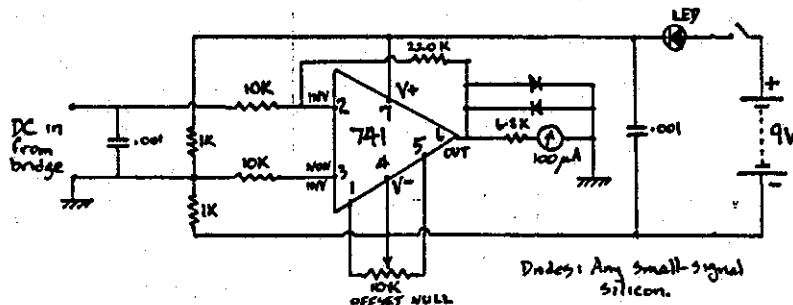 LED
220K
10K
INV
2
7
V+
+
DC in
from
bridge
.001
1K
741
6
OUT
6.8K
100μA
.001
9V
10K
3
NON
INV
4
V-
5
1
1K
-
10K
OFFSET NULL
Diodes: Any small-signal
silicon.